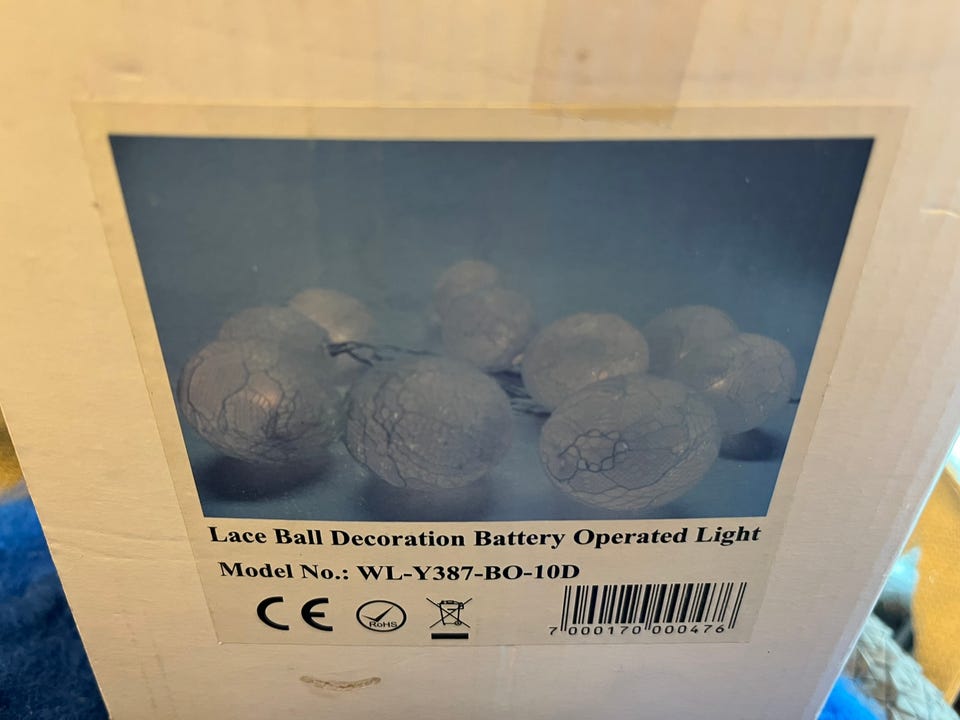 Lace Ball Decoration Battery Operated Light
Model No.: WL-Y387-BO-10D
CE RoHS
7 000170 000476